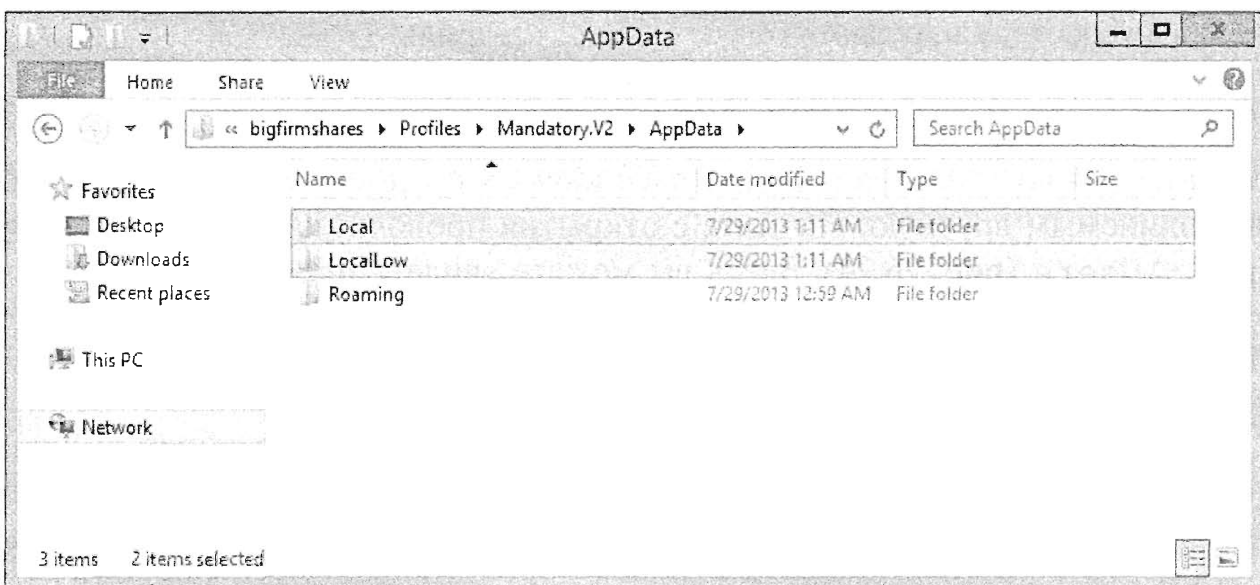 AppData
File Home Share View
« bigfirmshares Profiles Mandatory.V2 AppData Search AppData
Name Date modified Type Size
Favorites
Desktop
Downloads
Recent places
This PC
Network
Local 7/29/2013 1:11 AM File folder
LocalLow 7/29/2013 1:11 AM File folder
Roaming 7/29/2013 12:59 AM File folder
3 items 2 items selected